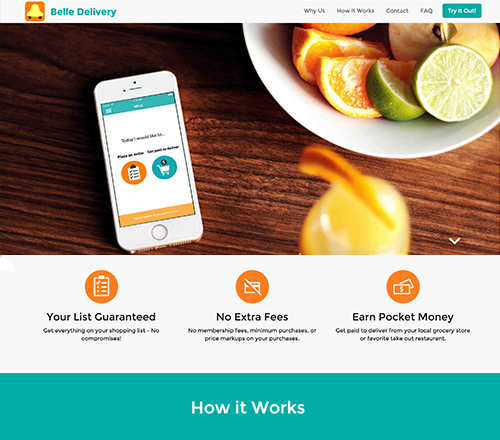 Belle Delivery
Why Us
How it Works
Contact
FAQ
Try It Out!
Today I would like to...
Place an order
Get paid to deliver
Your List Guaranteed
Get everything on your shopping list - No
compromises!
No Extra Fees
No membership fees, minimum purchases, or
price markups on your purchases.
Earn Pocket Money
Get paid to deliver from your local grocery store
or favorite take out restaurant.
How it Works